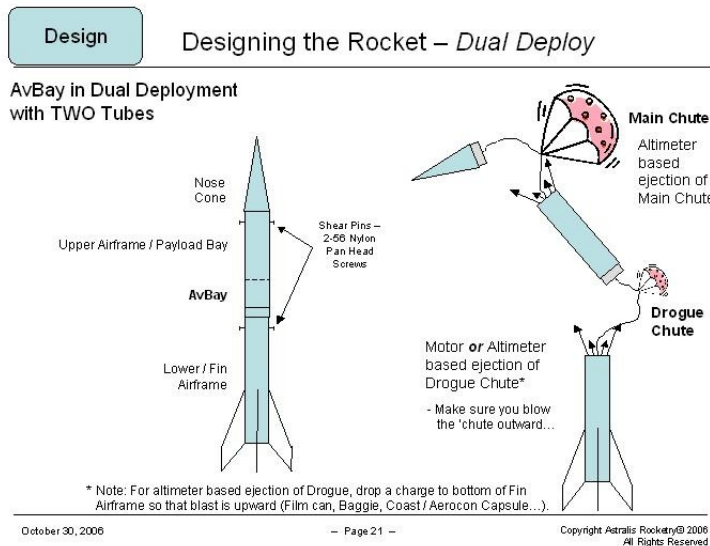 Design
Designing the Rocket – Dual Deploy
AvBay in Dual Deployment
with TWO Tubes
Nose
Cone
Upper Airframe / Payload Bay
AvBay
Lower / Fin
Airframe
Shear Pins –
2-56 Nylon
Pan Head
Screws
Main Chute
Altimeter
based
ejection of
Main Chute
Drogue
Chute
Motor or Altimeter
based ejection of
Drogue Chute*
- Make sure you blow
the 'chute outward…
* Note: For altimeter based ejection of Drogue, drop a charge to bottom of Fin
Airframe so that blast is upward (Film can, Baggie, Coast / Aerocon Capsule…).
October 30, 2006
– Page 21 –
Copyright Astralis Rocketry® 2006
All Rights Reserved